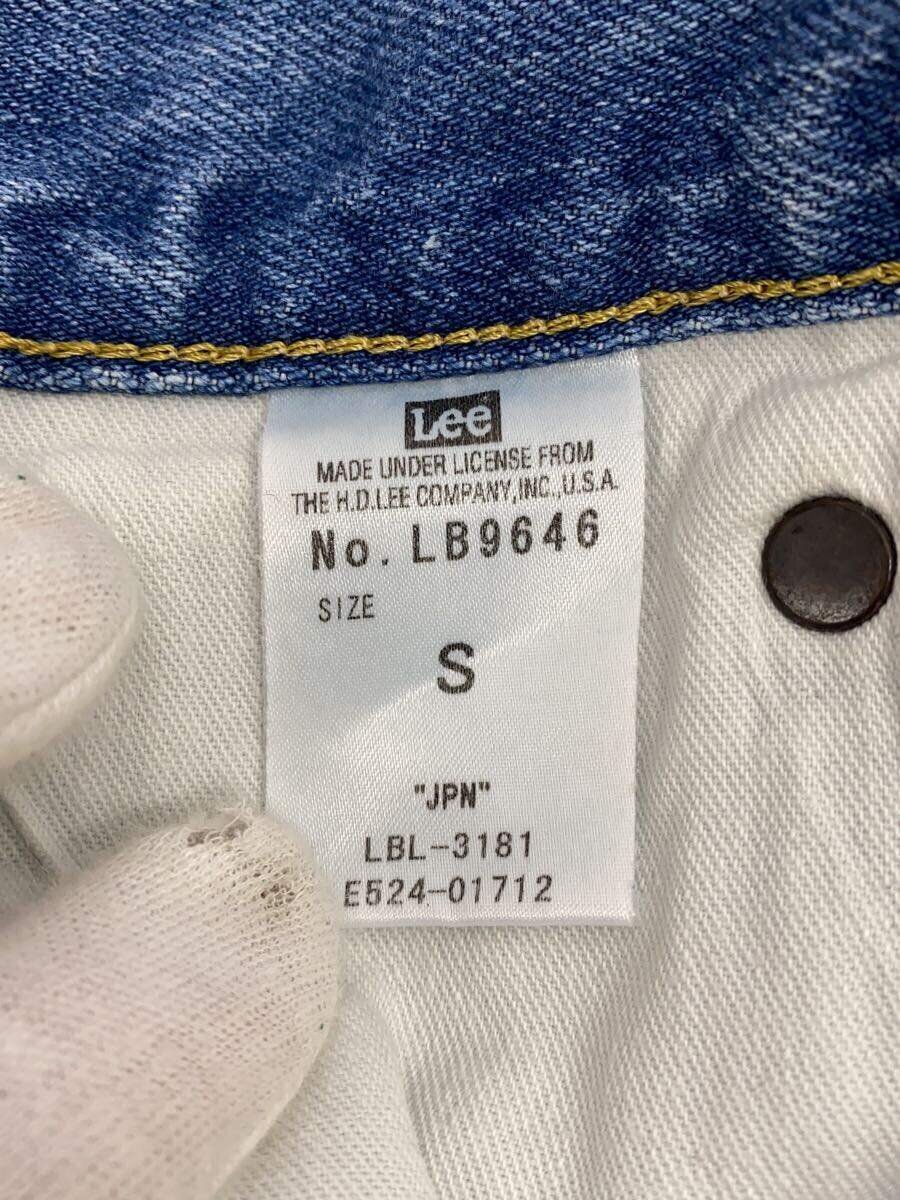 Lee
MADE UNDER LICENSE FROM
THE H.D.LEE COMPANY,INC.,U.S.A.
No. LB9646
SIZE
S
"JPN"
LBL-3181
E524-01712